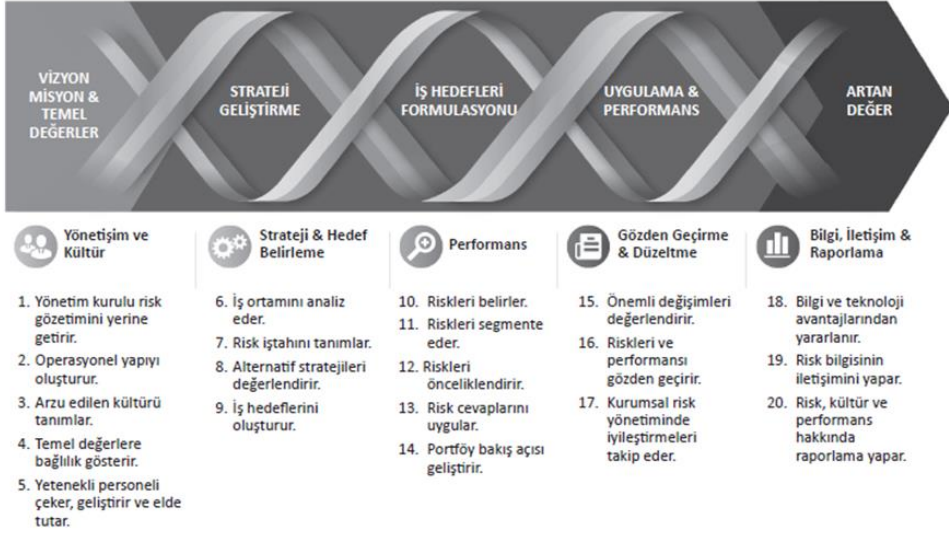 VİZYON
MİSYON &
TEMEL
DEĞERLER
STRATEJİ
GELİŞTİRME
İŞ HEDEFLERİ
FORMULASYONU
UYGULAMA &
PERFORMANS
ARTAN
DEĞER
Yönetişim ve
Kültür
1. Yönetim kurulu risk
gözetimini yerine
getirir.
2. Operasyonel yapıyı
oluşturur.
3. Arzu edilen kültürü
tanımlar.
4. Temel değerlere
bağlılık gösterir.
5. Yetenekli personeli
çeker, geliştirir ve elde
tutar.
Strateji & Hedef
Belirleme
6. İş ortamını analiz
eder.
7. Risk iştahını tanımlar.
8. Alternatif stratejileri
değerlendirir.
9. İş hedeflerini
oluşturur.
Performans
10. Riskleri belirler.
11. Riskleri segmente
eder.
12. Riskleri
önceliklendirir.
13. Risk cevaplarını
uygular.
14. Portföy bakış açısı
geliştirir.
Gözden Geçirme
& Düzeltme
15. Önemli değişimleri
değerlendirir.
16. Riskleri ve
performansı
gözden geçirir.
17. Kurumsal risk
yönetiminde
iyileştirmeleri
takip eder.
Bilgi, İletişim &
Raporlama
18. Bilgi ve teknoloji
avantajlarından
yararlanır.
19. Risk bilgisinin
iletişimini yapar.
20. Risk, kültür ve
performans
hakkında
raporlama yapar.